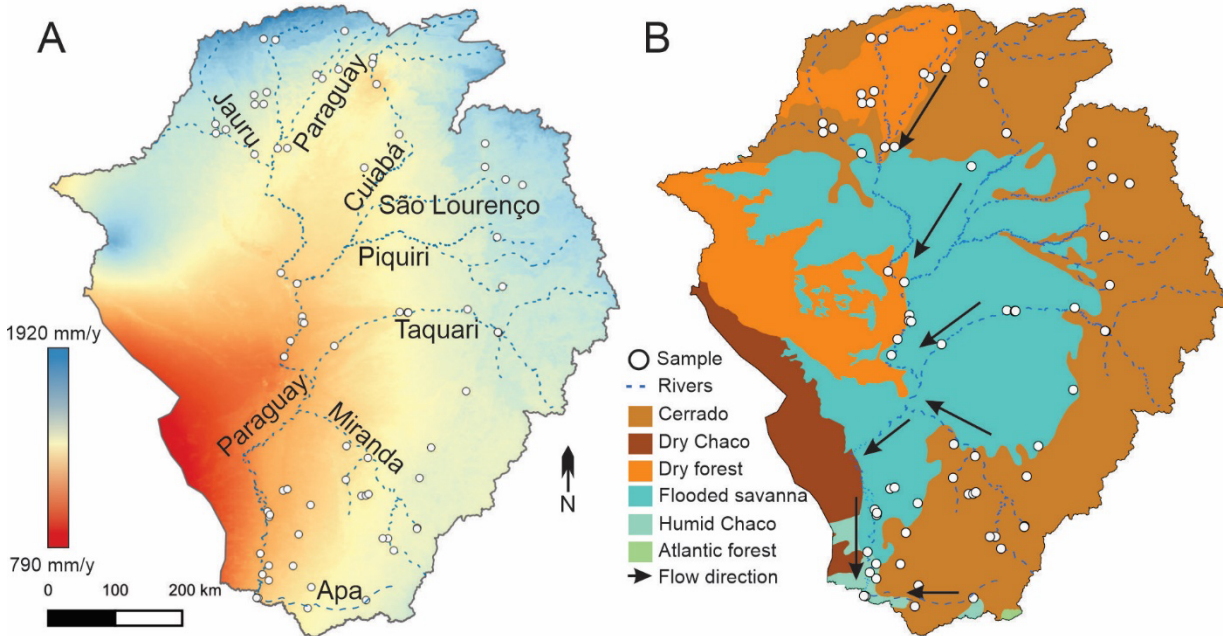 A
Jauru
Paraguay
Cuiabá
São Lourenço
Piquiri
Taquari
Paraguay
Miranda
Apa
1920 mm/y
790 mm/y
0 100 200 km
N
B
Sample
Rivers
Cerrado
Dry Chaco
Dry forest
Flooded savanna
Humid Chaco
Atlantic forest
Flow direction